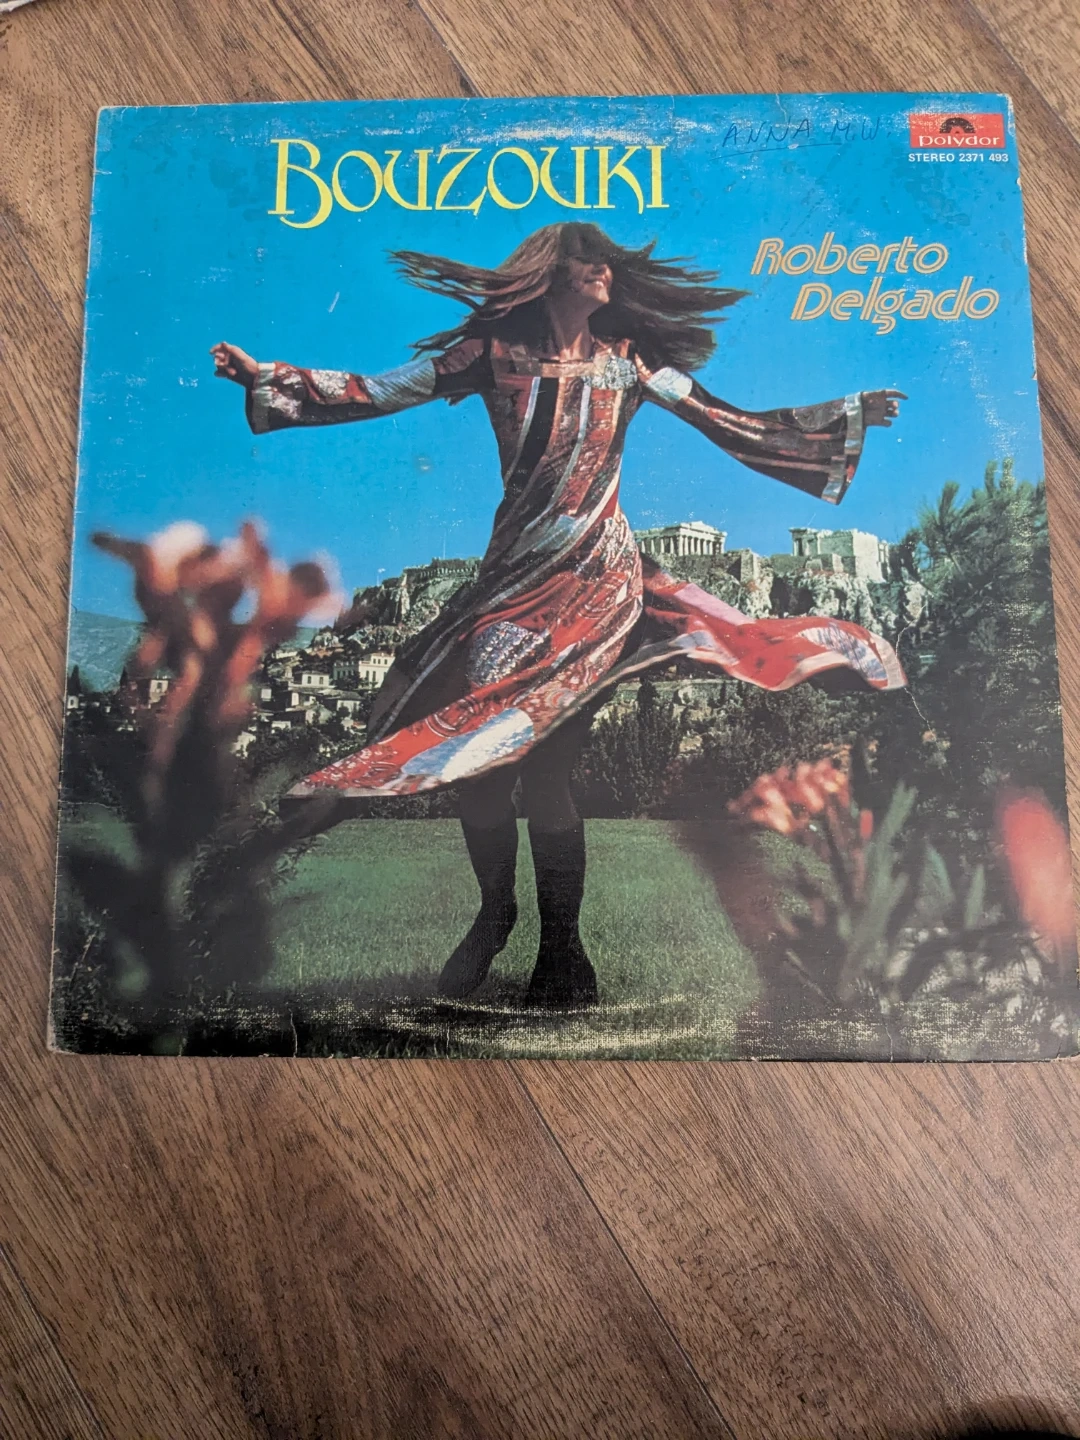 BOUZOUKI
ANNA M.W.
polydor
STEREO 2371 493
Roberto
Delgado